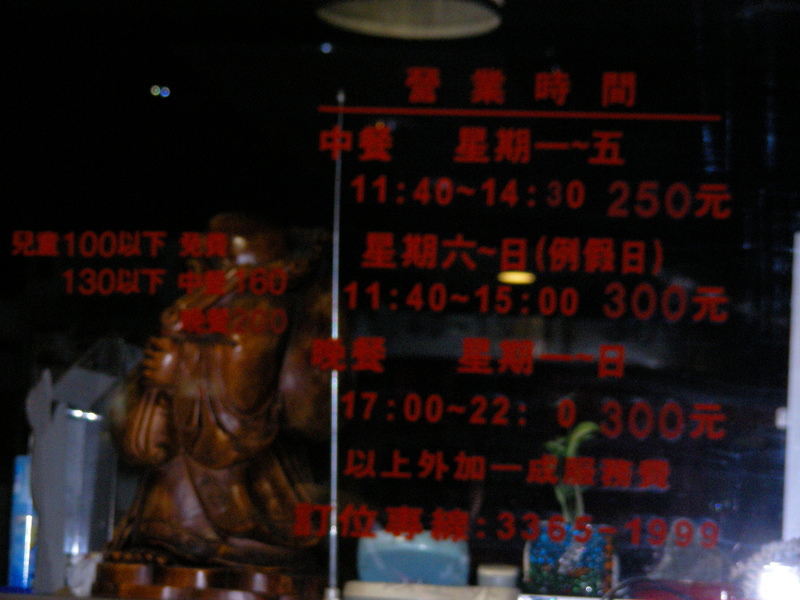 營業時間
中餐 星期一~五
11:40~14:30 250元
星期六~日(例假日)
11:40~15:00 300元
晚餐 星期一~日
17:00~22: 0 300元
以上外加一成服務費
訂位專線:3365-1999
兒童100以下 免費
130以下 中餐160
晚餐220